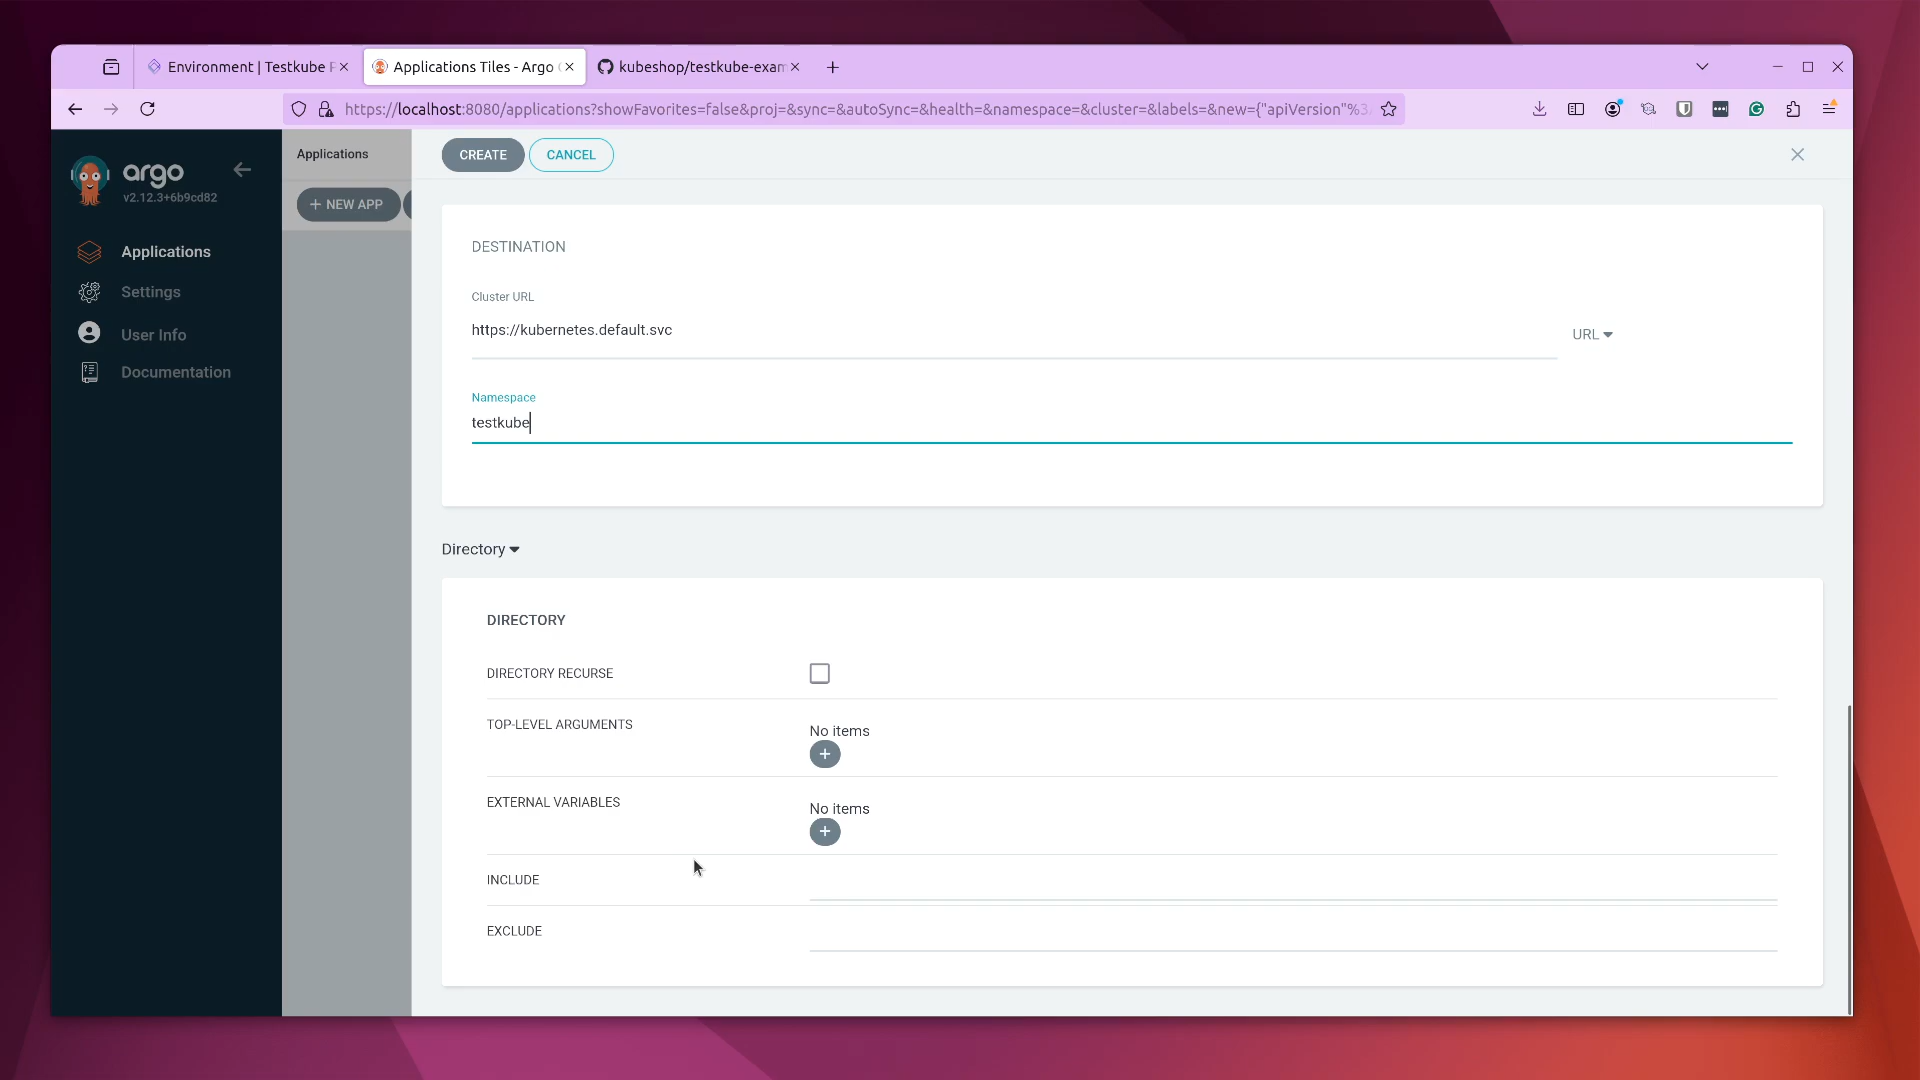 Environment | Testkube
Applications Tiles - Argo
kubeshop/testkube-exam
https://localhost:8080/applications?showFavorites=false&proj=&sync=&autoSync=&health=&namespace=&cluster=&labels=&new={"apiVersion"%3
argo
v2.12.3+6b9cd82
Applications
Settings
User Info
Documentation
Applications
+ NEW APP
CREATE
CANCEL
DESTINATION
Cluster URL
https://kubernetes.default.svc
URL
Namespace
testkube
Directory
DIRECTORY
DIRECTORY RECURSE
TOP-LEVEL ARGUMENTS
No items
+
EXTERNAL VARIABLES
No items
+
INCLUDE
EXCLUDE